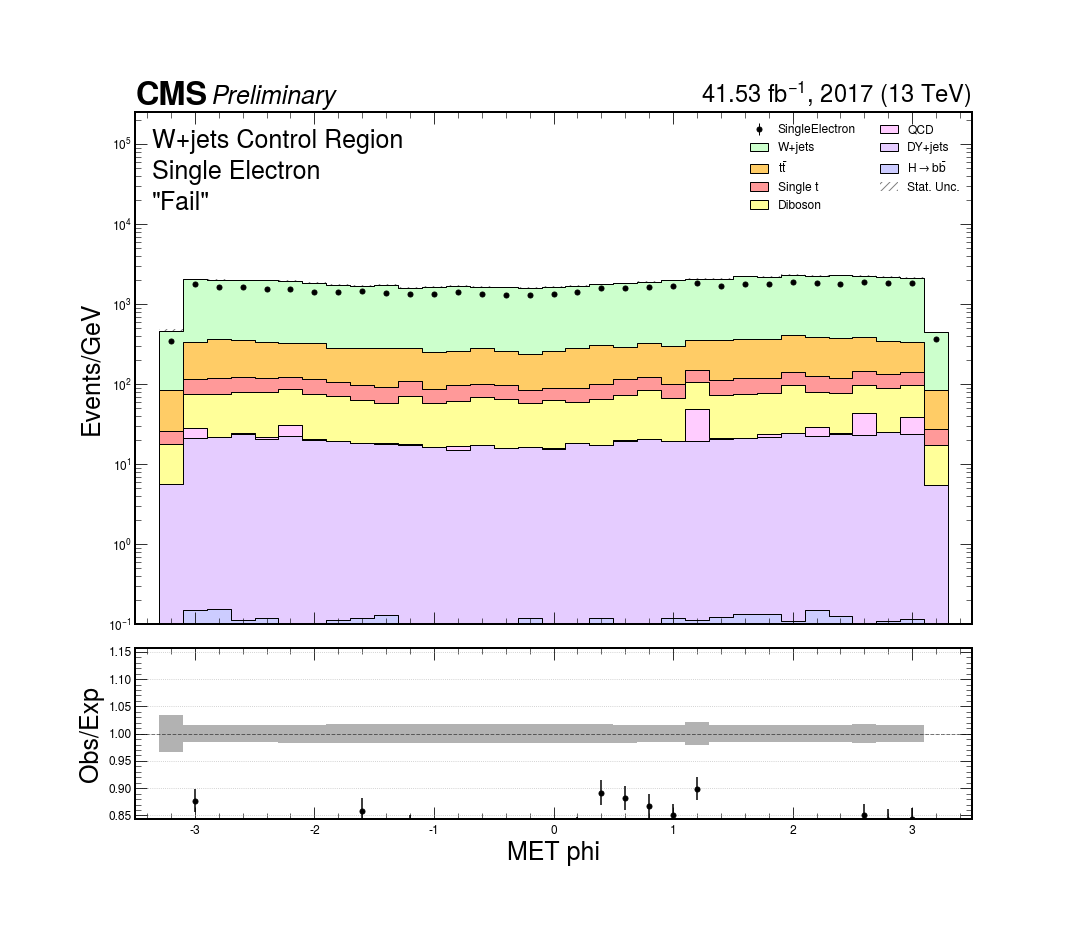 CMS Preliminary
41.53 fb⁻¹, 2017 (13 TeV)
W+jets Control Region
Single Electron
"Fail"
SingleElectron
W+jets
tt̄
Single t
Diboson
QCD
DY+jets
H→bb̄
Stat. Unc.
Events/GeV
10⁵
10⁴
10³
10²
10¹
10⁰
10⁻¹
Obs/Exp
1.15
1.10
1.05
1.00
0.95
0.90
0.85
-3 -2 -1 0 1 2 3
MET phi